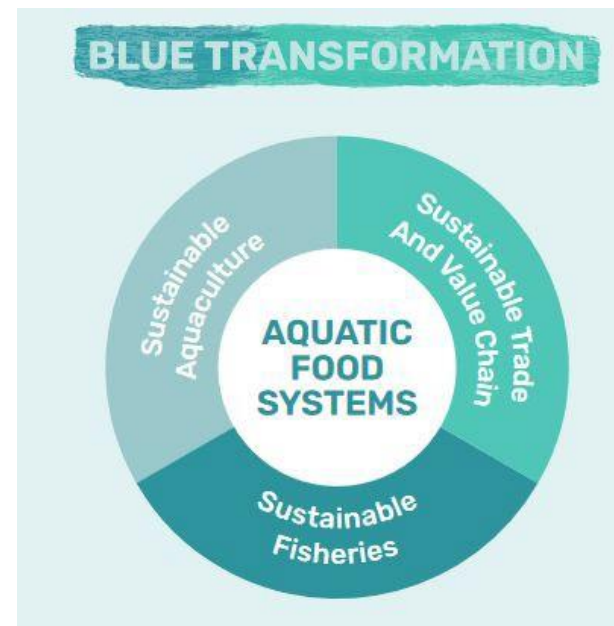 BLUE TRANSFORMATION
Sustainable
Aquaculture
Sustainable Trade
And Value Chain
AQUATIC
FOOD
SYSTEMS
Sustainable
Fisheries